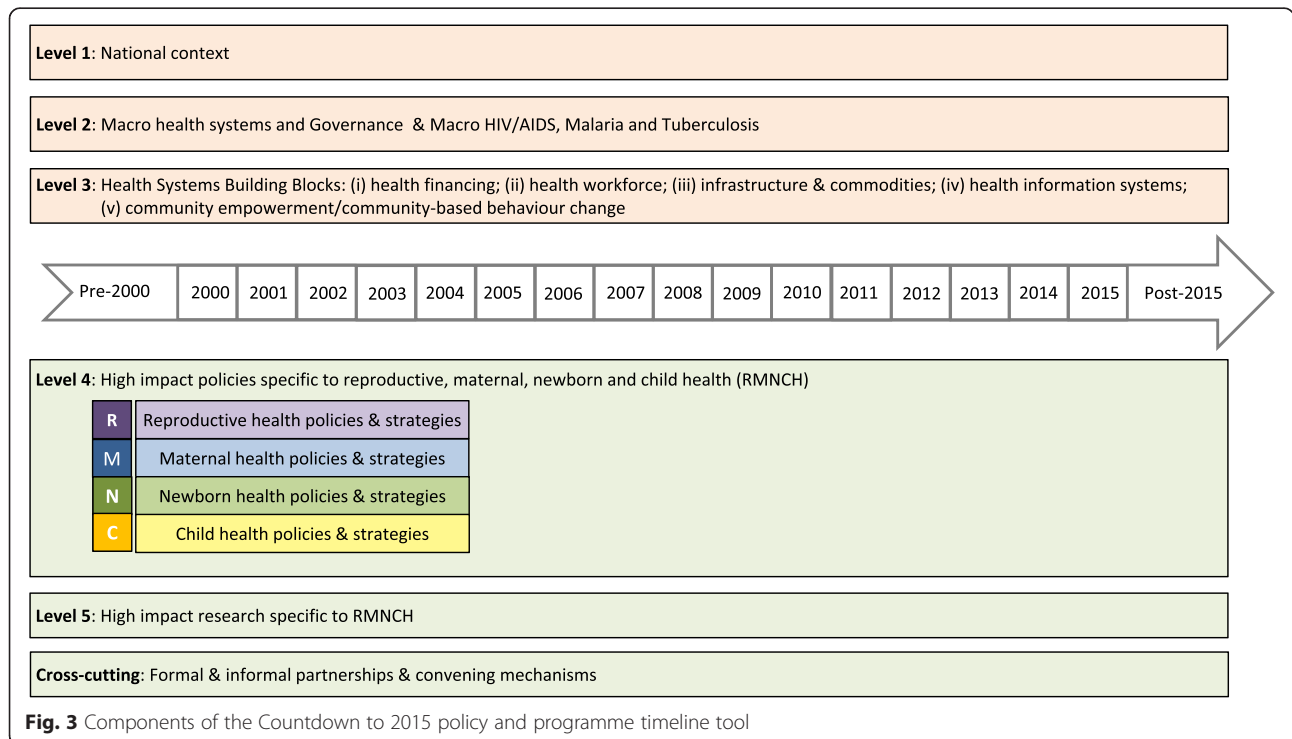 Level 1: National context
Level 2: Macro health systems and Governance & Macro HIV/AIDS, Malaria and Tuberculosis
Level 3: Health Systems Building Blocks: (i) health financing; (ii) health workforce; (iii) infrastructure & commodities; (iv) health information systems;
(v) community empowerment/community-based behaviour change
Pre-2000 2000 2001 2002 2003 2004 2005 2006 2007 2008 2009 2010 2011 2012 2013 2014 2015 Post-2015
Level 4: High impact policies specific to reproductive, maternal, newborn and child health (RMNCH)
R Reproductive health policies & strategies
M Maternal health policies & strategies
N Newborn health policies & strategies
C Child health policies & strategies
Level 5: High impact research specific to RMNCH
Cross-cutting: Formal & informal partnerships & convening mechanisms
Fig. 3 Components of the Countdown to 2015 policy and programme timeline tool